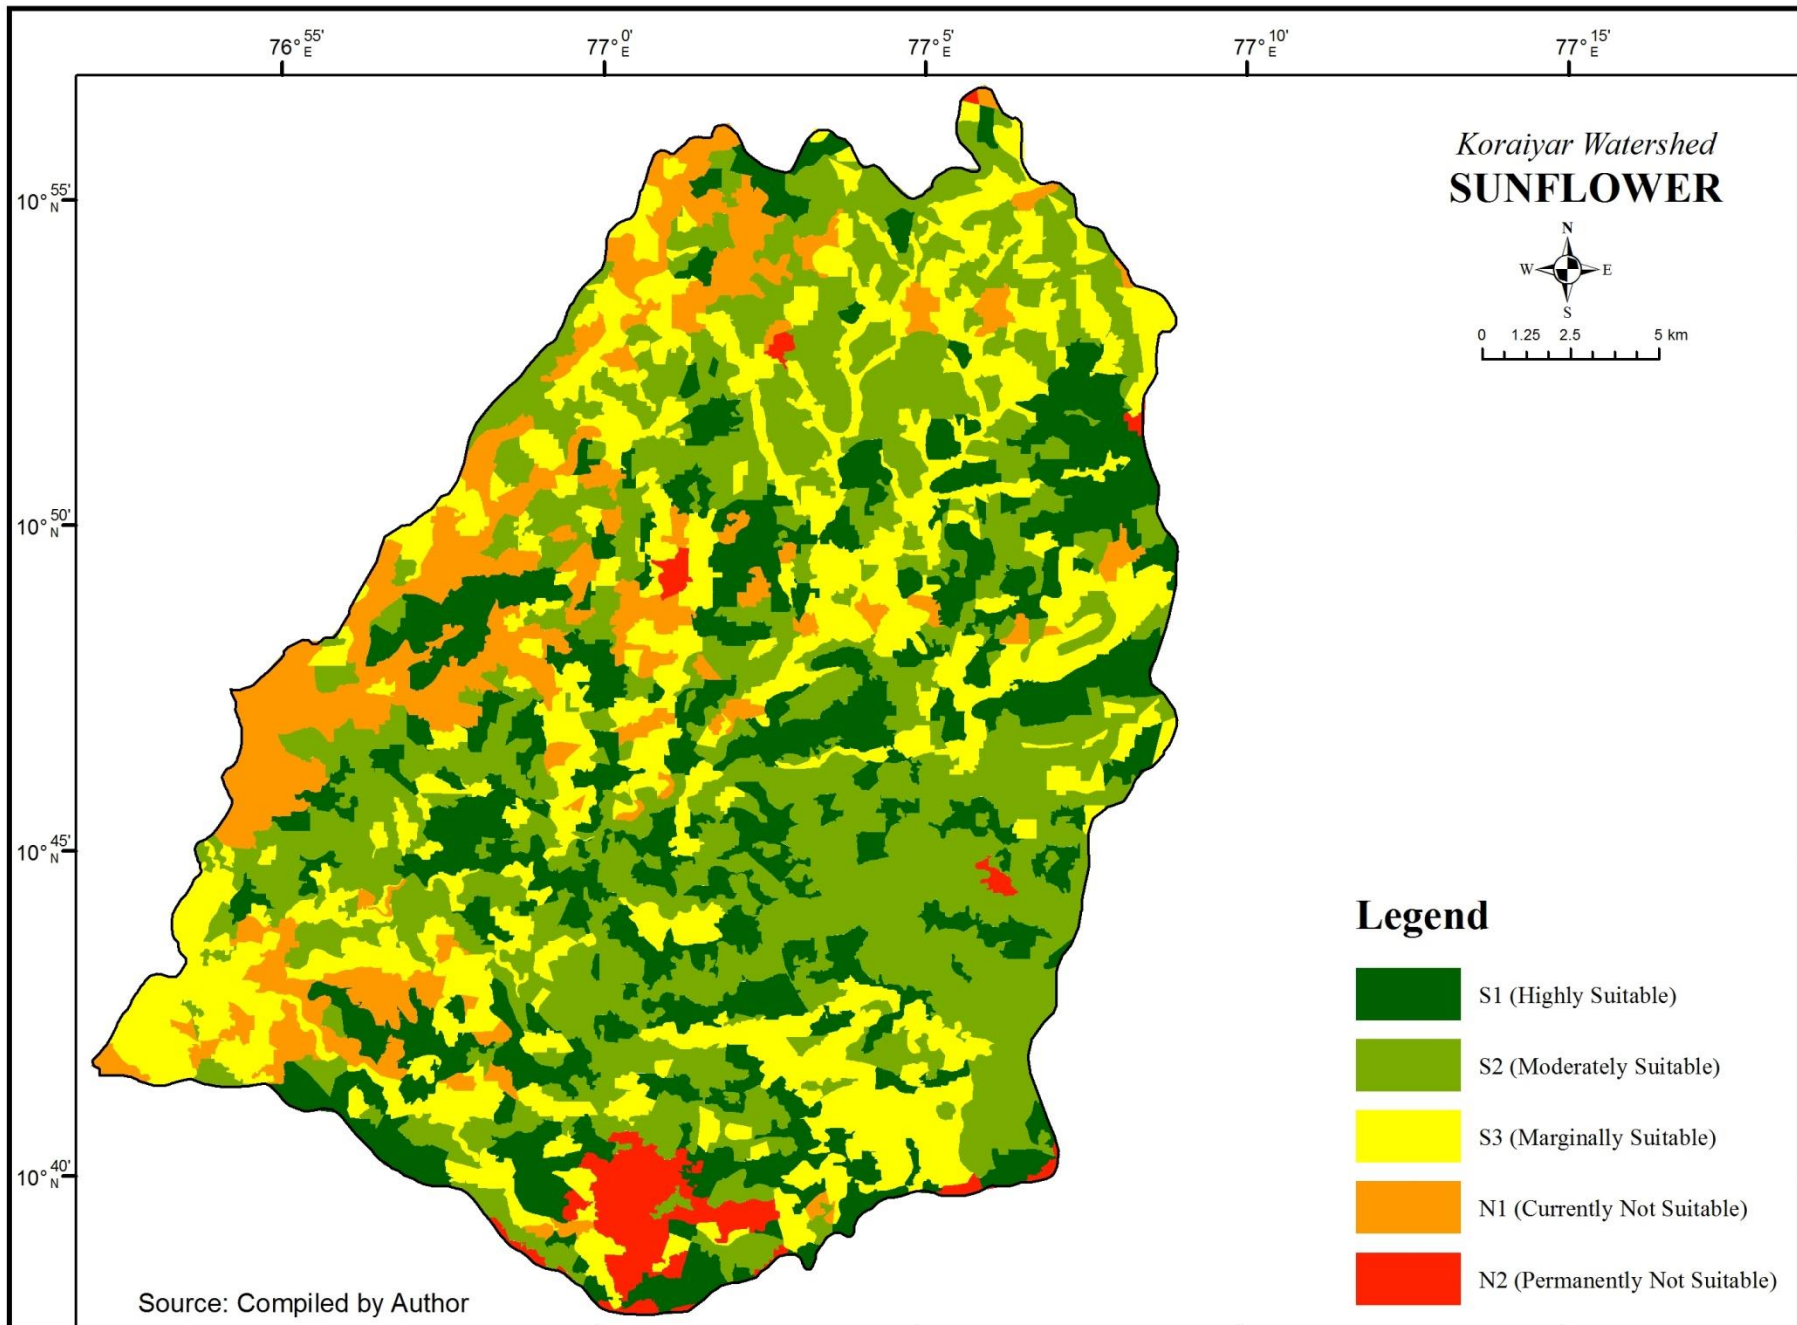 76° 55' E
77° 0' E
77° 5' E
77° 10' E
77° 15' E
Koraiyar Watershed
SUNFLOWER
N
W E
S
0 1.25 2.5 5 km
10° 55' N
10° 50' N
10° 45' N
10° 40' N
Legend
S1 (Highly Suitable)
S2 (Moderately Suitable)
S3 (Marginally Suitable)
N1 (Currently Not Suitable)
N2 (Permanently Not Suitable)
Source: Compiled by Author